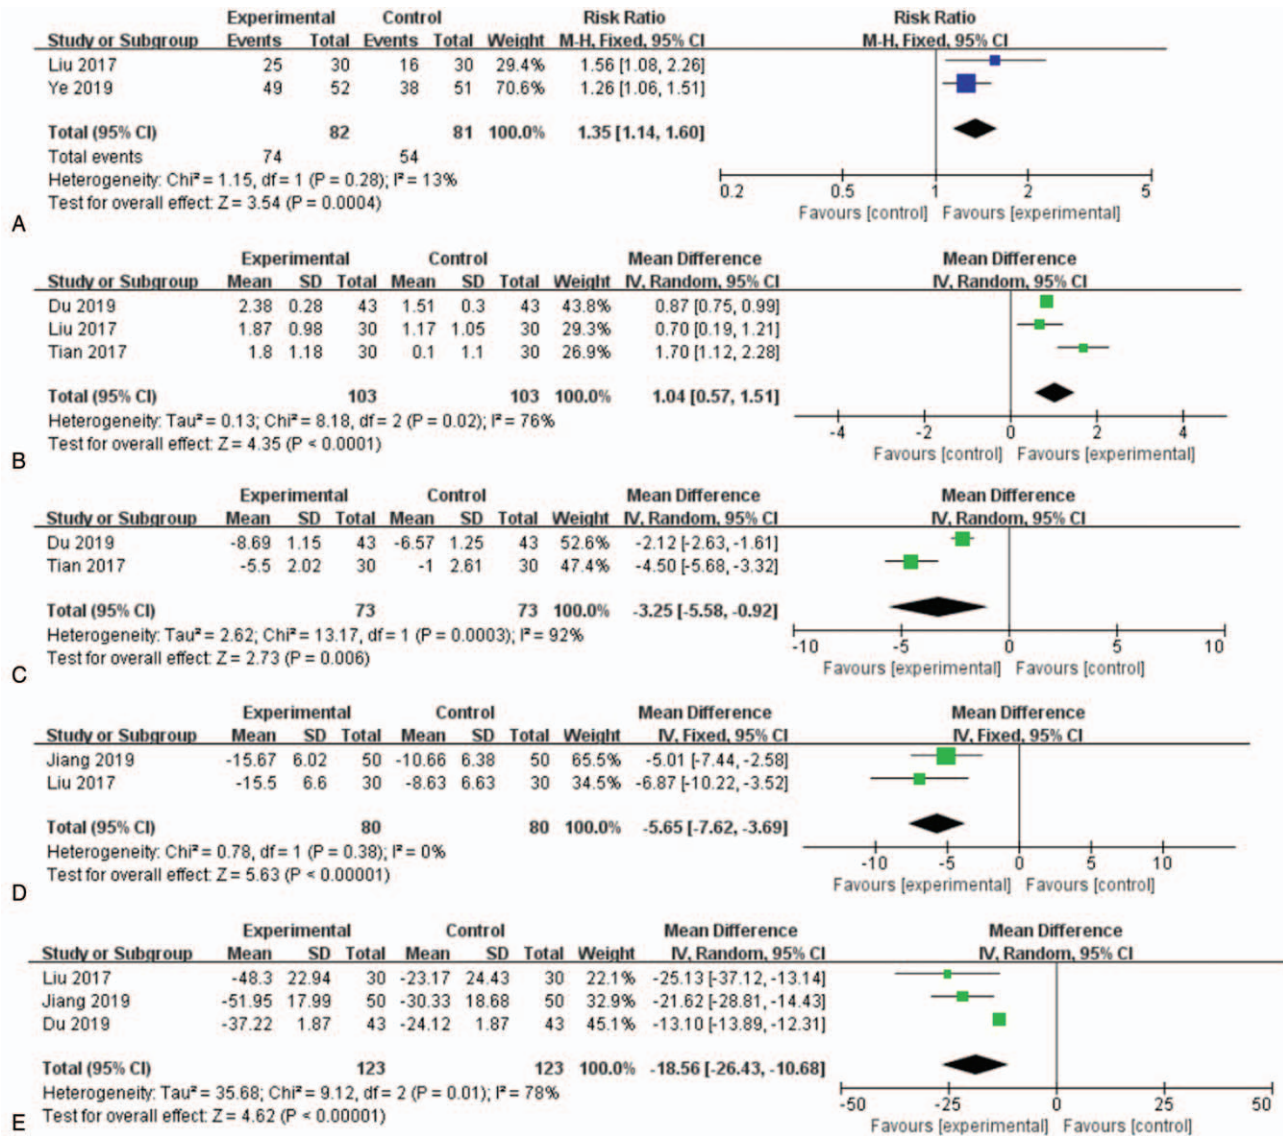 Experimental Control Risk Ratio Risk Ratio
Study or Subgroup Events Total Events Total Weight M-H, Fixed, 95% CI M-H, Fixed, 95% CI
Liu 2017 25 30 16 30 29.4% 1.56 [1.08, 2.26]
Ye 2019 49 52 38 51 70.6% 1.26 [1.06, 1.51]
Total (95% CI) 82 81 100.0% 1.35 [1.14, 1.60]
Total events 74 54
Heterogeneity: Chi² = 1.15, df = 1 (P = 0.28); I² = 13%
Test for overall effect: Z = 3.54 (P = 0.0004)
0.2 0.5 1 2 5
Favours [control] Favours [experimental]
A
Experimental Control Mean Difference Mean Difference
Study or Subgroup Mean SD Total Mean SD Total Weight IV, Random, 95% CI IV, Random, 95% CI
Du 2019 2.38 0.28 43 1.51 0.3 43 43.8% 0.87 [0.75, 0.99]
Liu 2017 1.87 0.98 30 1.17 1.05 30 29.3% 0.70 [0.19, 1.21]
Tian 2017 1.8 1.18 30 0.1 1.1 30 26.9% 1.70 [1.12, 2.28]
Total (95% CI) 103 103 100.0% 1.04 [0.57, 1.51]
Heterogeneity: Tau² = 0.13; Chi² = 8.18, df = 2 (P = 0.02); I² = 76%
Test for overall effect: Z = 4.35 (P < 0.0001)
-4 -2 0 2 4
Favours [control] Favours [experimental]
B
Experimental Control Mean Difference Mean Difference
Study or Subgroup Mean SD Total Mean SD Total Weight IV, Random, 95% CI IV, Random, 95% CI
Du 2019 -8.69 1.15 43 -6.57 1.25 43 52.6% -2.12 [-2.63, -1.61]
Tian 2017 -5.5 2.02 30 -1 2.61 30 47.4% -4.50 [-5.68, -3.32]
Total (95% CI) 73 73 100.0% -3.25 [-5.58, -0.92]
Heterogeneity: Tau² = 2.62; Chi² = 13.17, df = 1 (P = 0.0003); I² = 92%
Test for overall effect: Z = 2.73 (P = 0.006)
-10 -5 0 5 10
Favours [experimental] Favours [control]
C
Experimental Control Mean Difference Mean Difference
Study or Subgroup Mean SD Total Mean SD Total Weight IV, Fixed, 95% CI IV, Fixed, 95% CI
Jiang 2019 -15.67 6.02 50 -10.66 6.38 50 65.5% -5.01 [-7.44, -2.58]
Liu 2017 -15.5 6.6 30 -8.63 6.63 30 34.5% -6.87 [-10.22, -3.52]
Total (95% CI) 80 80 100.0% -5.65 [-7.62, -3.69]
Heterogeneity: Chi² = 0.78, df = 1 (P = 0.38); I² = 0%
Test for overall effect: Z = 5.63 (P < 0.00001)
-10 -5 0 5 10
Favours [experimental] Favours [control]
D
Experimental Control Mean Difference Mean Difference
Study or Subgroup Mean SD Total Mean SD Total Weight IV, Random, 95% CI IV, Random, 95% CI
Liu 2017 -48.3 22.94 30 -23.17 24.43 30 22.1% -25.13 [-37.12, -13.14]
Jiang 2019 -51.95 17.99 50 -30.33 18.68 50 32.9% -21.62 [-28.81, -14.43]
Du 2019 -37.22 1.87 43 -24.12 1.87 43 45.1% -13.10 [-13.89, -12.31]
Total (95% CI) 123 123 100.0% -18.56 [-26.43, -10.68]
Heterogeneity: Tau² = 35.68; Chi² = 9.12, df = 2 (P = 0.01); I² = 78%
Test for overall effect: Z = 4.62 (P < 0.00001)
-50 -25 0 25 50
Favours [experimental] Favours [control]
E